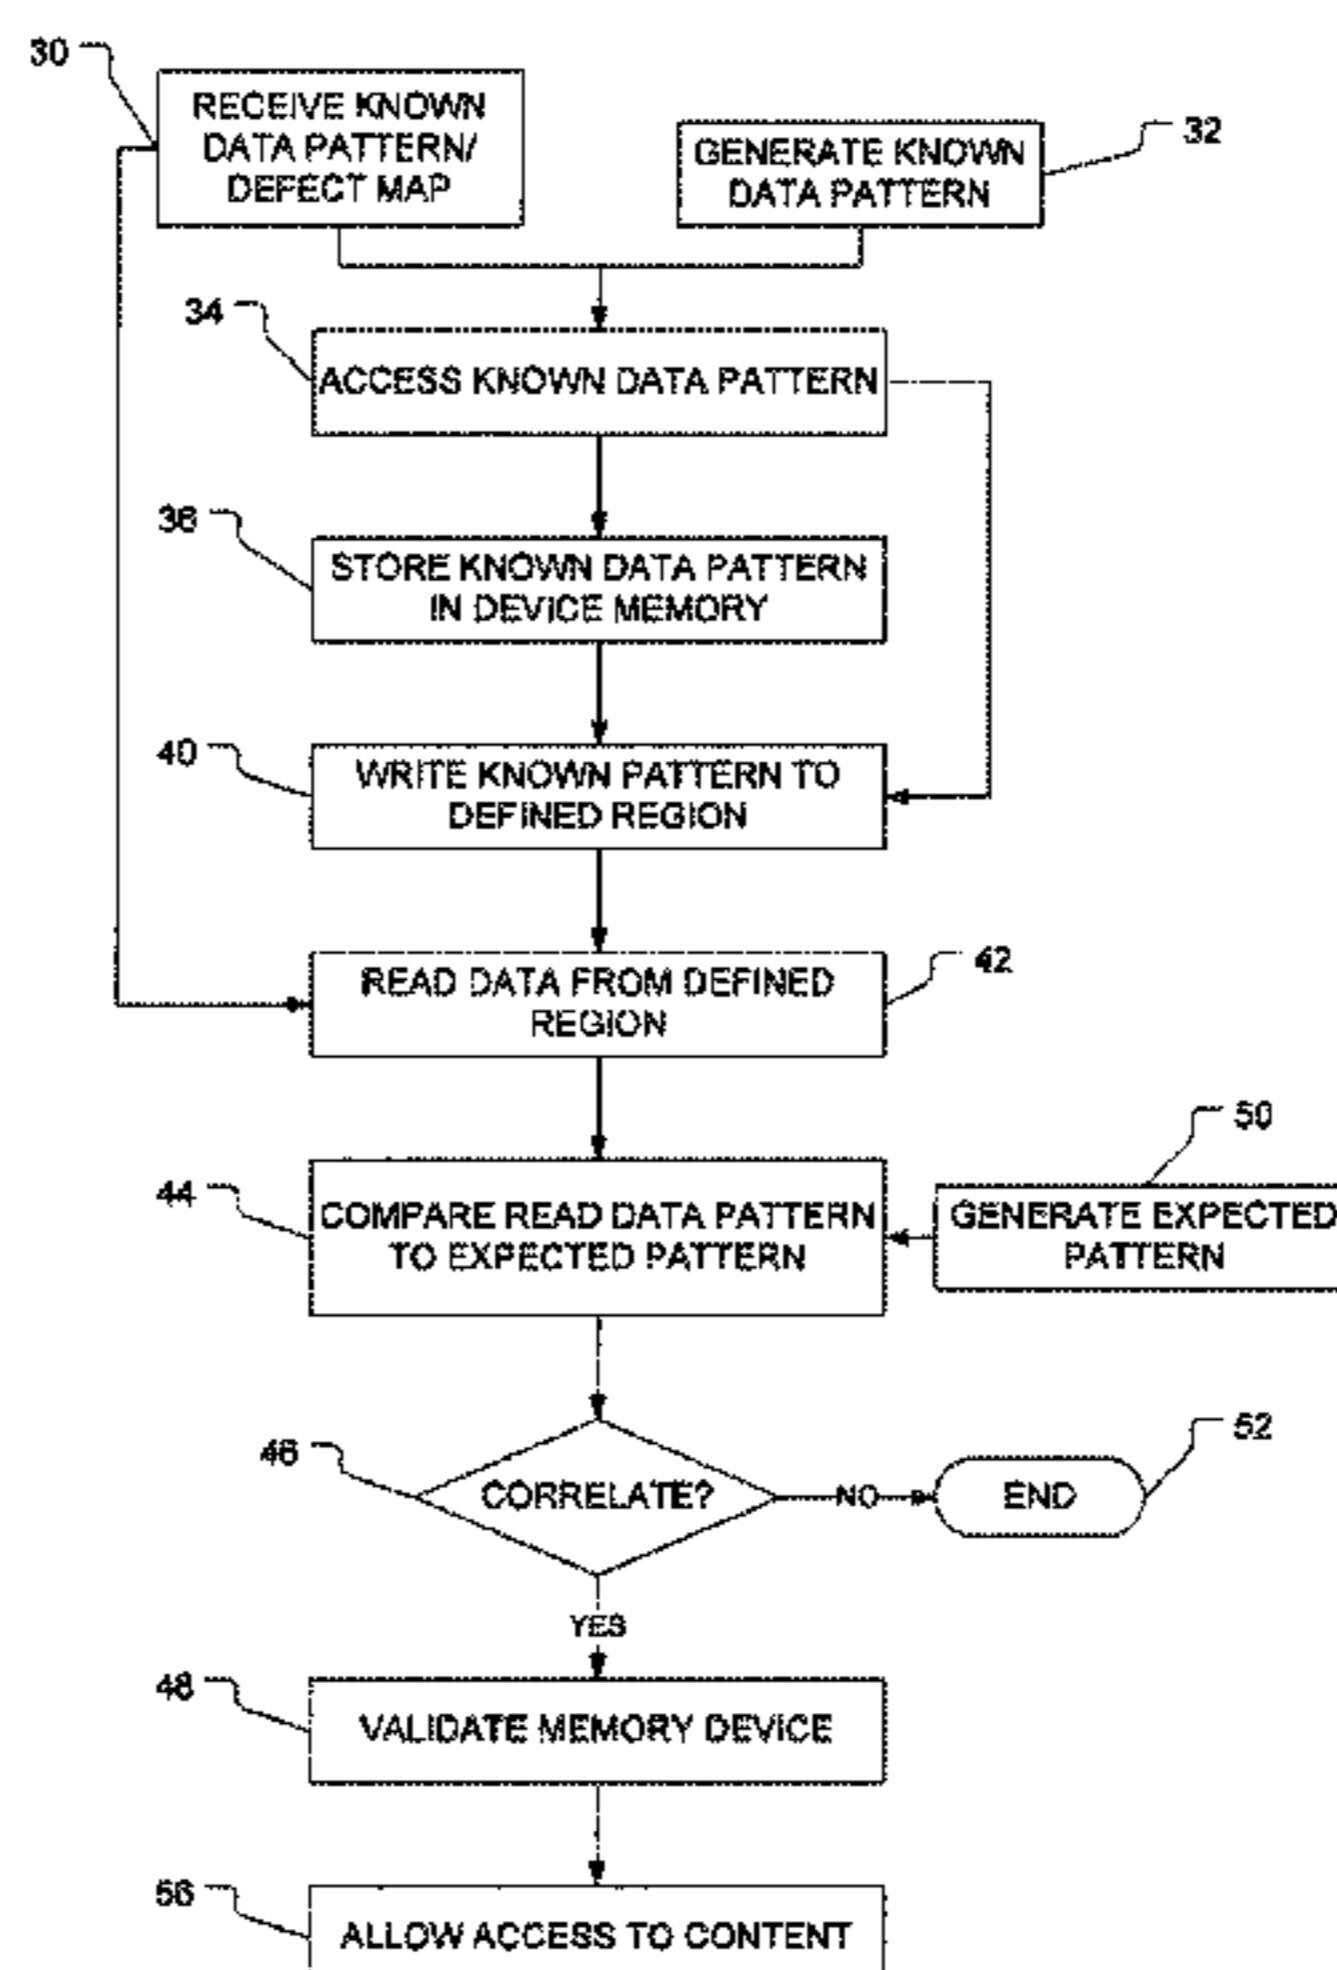 30
RECEIVE KNOWN
DATA PATTERN/
DEFECT MAP
32
GENERATE KNOWN
DATA PATTERN
34
ACCESS KNOWN DATA PATTERN
36
STORE KNOWN DATA PATTERN
IN DEVICE MEMORY
40
WRITE KNOWN PATTERN TO
DEFINED REGION
42
READ DATA FROM DEFINED
REGION
44
COMPARE READ DATA PATTERN
TO EXPECTED PATTERN
50
GENERATE EXPECTED
PATTERN
46
CORRELATE?
NO
52
END
YES
48
VALIDATE MEMORY DEVICE
56
ALLOW ACCESS TO CONTENT